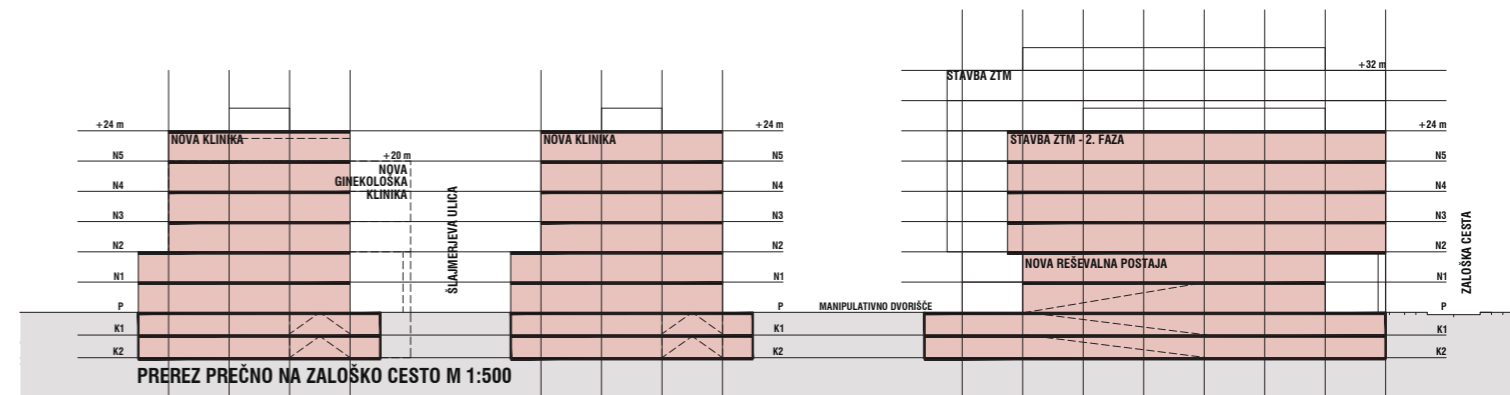 STAVBA ZTM
+32 m
+24 m
+24 m
+24 m
NOVA KLINIKA
NOVA KLINIKA
STAVBA ZTM - 2. FAZA
N5
+20 m
N5
N5
NOVA
GINEKOLOŠKA
KLINIKA
N4
N4
N4
N3
N3
N3
N2
N2
N2
ŠLAJMERJEVA ULICA
ZALOŠKA CESTA
NOVA REŠEVALNA POSTAJA
N1
N1
N1
P
P
MANIPULATIVNO DVORIŠČE
P
K1
K1
K1
K2
K2
K2
PREREZ PREČNO NA ZALOŠKO CESTO M 1:500